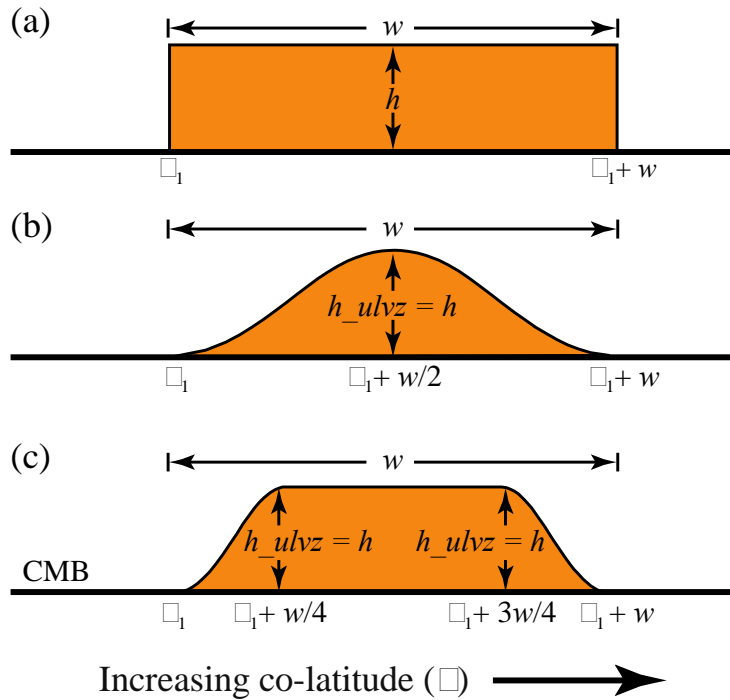 (a)
w
h
□₁
□₁+ w
(b)
w
h_ulvz = h
□₁
□₁+ w/2
□₁+ w
(c)
w
h_ulvz = h
h_ulvz = h
CMB
□₁
□₁+ w/4
□₁+ 3w/4
□₁+ w
Increasing co-latitude (□)